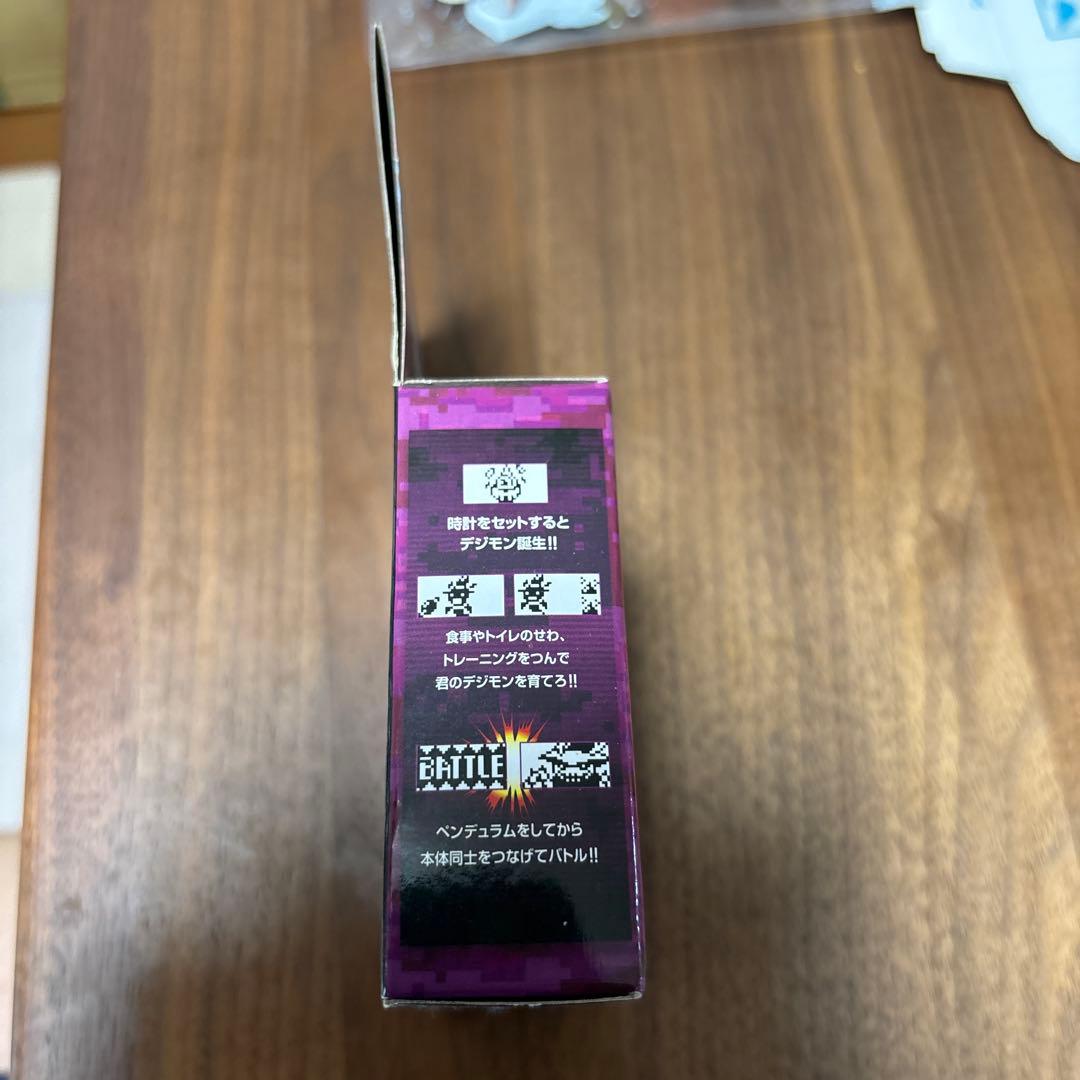 時計をセットすると
デジモン誕生!!
食事やトイレのせわ、
トレーニングをつんで
君のデジモンを育てろ!!
BATTLE
ペンデュラムをしてから
本体同士をつなげてバトル!!